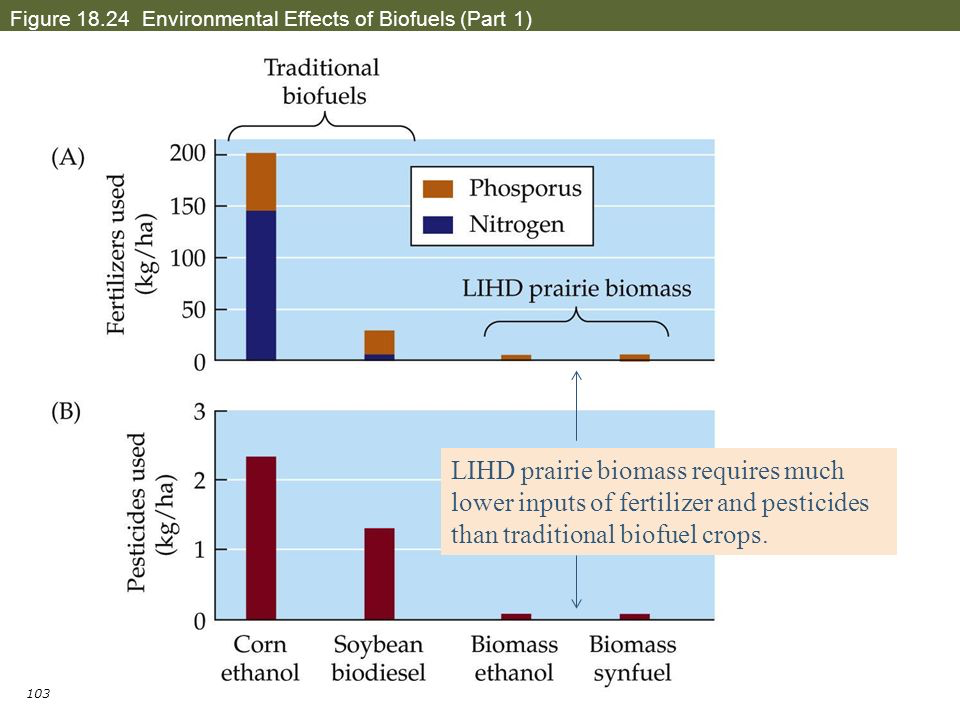 Figure 18.24 Environmental Effects of Biofuels (Part 1)
Traditional
biofuels
(A)
Fertilizers used
(kg/ha)
200
150
100
50
0
Phosporus
Nitrogen
LIHD prairie biomass
(B)
Pesticides used
(kg/ha)
3
2
1
0
LIHD prairie biomass requires much
lower inputs of fertilizer and pesticides
than traditional biofuel crops.
Corn
ethanol
Soybean
biodiesel
Biomass
ethanol
Biomass
synfuel
103